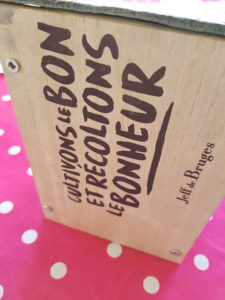 CULTIVONS LE BON
ET RÉCOLTONS
LE BONHEUR
Jeff de Bruges